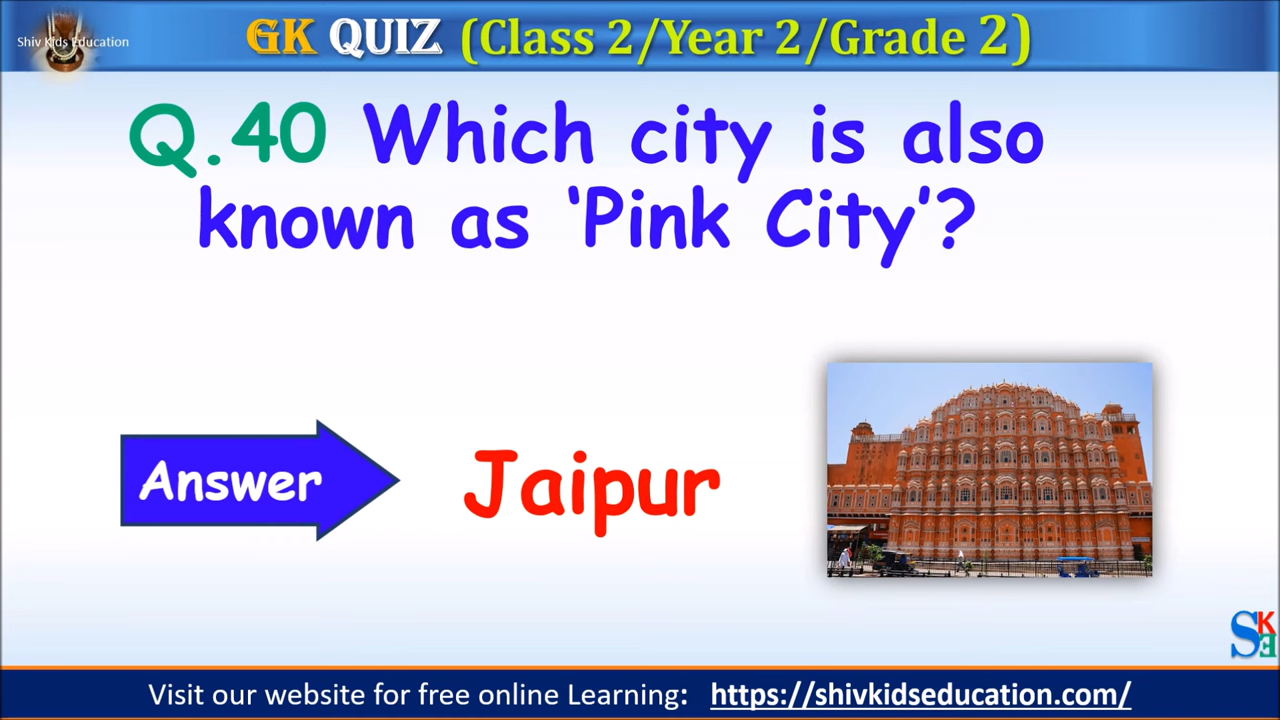 Shiv Kids Education
GK QUIZ (Class 2/Year 2/Grade 2)
Q.40 Which city is also
known as ‘Pink City’?
Answer
Jaipur
SKE
Visit our website for free online Learning: https://shivkidseducation.com/